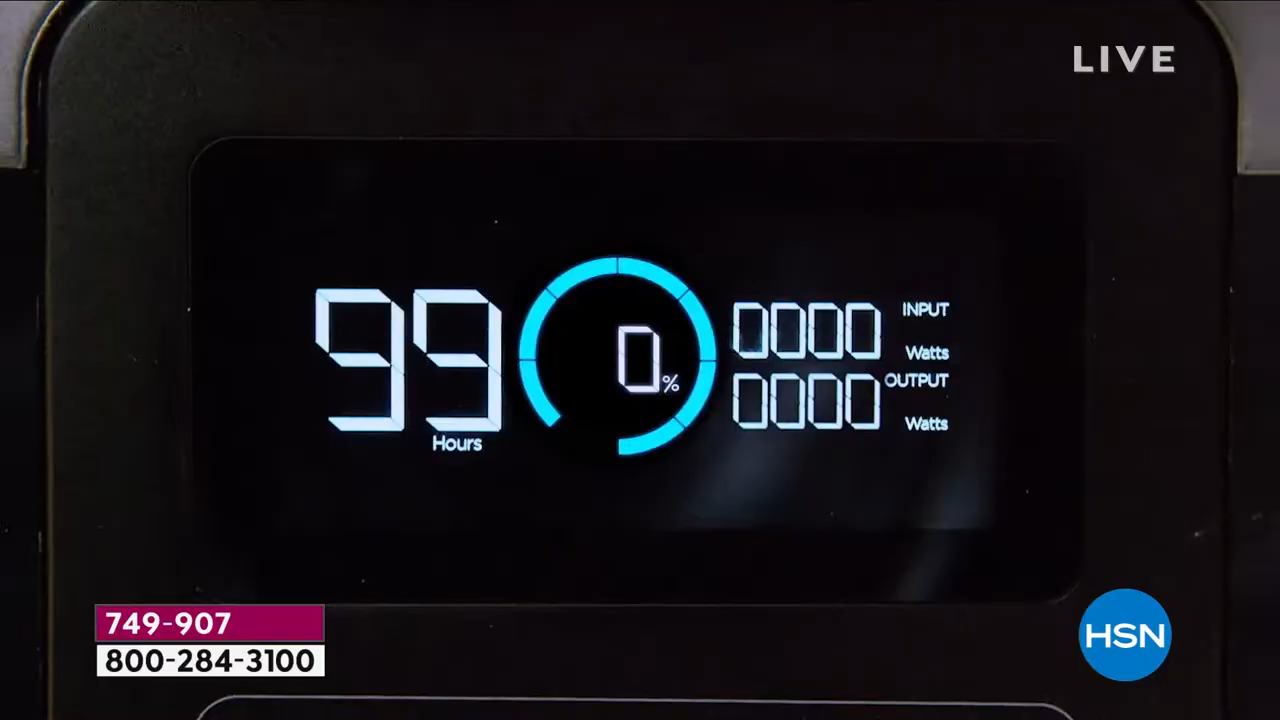 LIVE
99
Hours
0%
0000 INPUT
Watts
0000 OUTPUT
Watts
749-907
800-284-3100
HSN